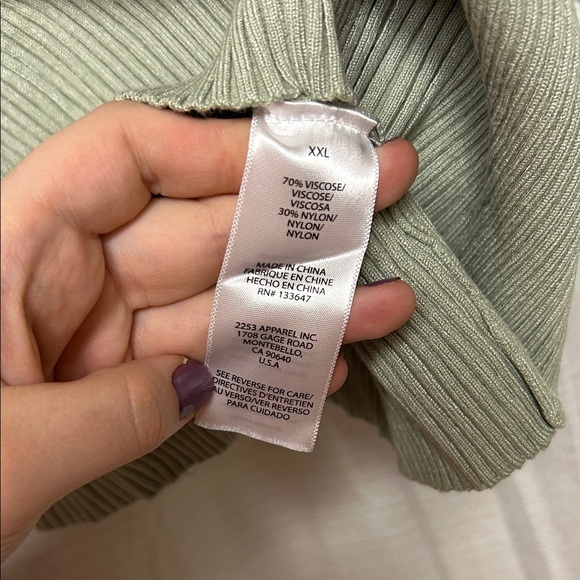 XXL
70% VISCOSE/
VISCOSE/
VISCOSA
30% NYLON/
NYLON/
NYLON
MADE IN CHINA
FABRIQUE EN CHINE
HECHO EN CHINA
RN# 133647
2253 APPAREL INC.
1708 GAGE ROAD
MONTEBELLO,
CA 90640
U.S.A
SEE REVERSE FOR CARE/
DIRECTIVES D'ENTRETIEN
AU VERSO/VER REVERSO
PARA CUIDADO